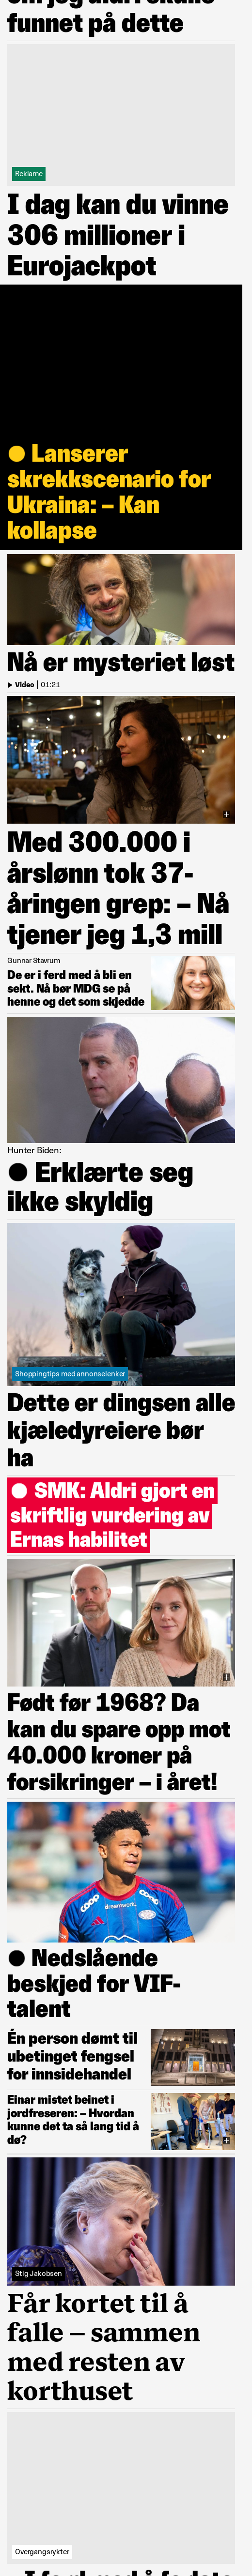 funnet på dette
Reklame
I dag kan du vinne
306 millioner i
Eurojackpot
Lanserer
skrekkscenario for
Ukraina: – Kan
kollapse
Nå er mysteriet løst
Video | 01:21
Med 300.000 i
årslønn tok 37-
åringen grep: – Nå
tjener jeg 1,3 mill
Gunnar Stavrum
De er i ferd med å bli en
sekt. Nå bør MDG se på
henne og det som skjedde
Hunter Biden:
Erklærte seg
ikke skyldig
Shoppingtips med annonselenker
Dette er dingsen alle
kjæledyreiere bør
ha
SMK: Aldri gjort en
skriftlig vurdering av
Ernas habilitet
Født før 1968? Da
kan du spare opp mot
40.000 kroner på
forsikringer – i året!
coop
dreamwork.
coop
Nedslående
beskjed for VIF-
talent
Én person dømt til
ubetinget fengsel
for innsidehandel
Einar mistet beinet i
jordfreseren: – Hvordan
kunne det ta så lang tid å
dø?
Stig Jakobsen
Får kortet til å
falle – sammen
med resten av
korthuset
Overgangsrykter